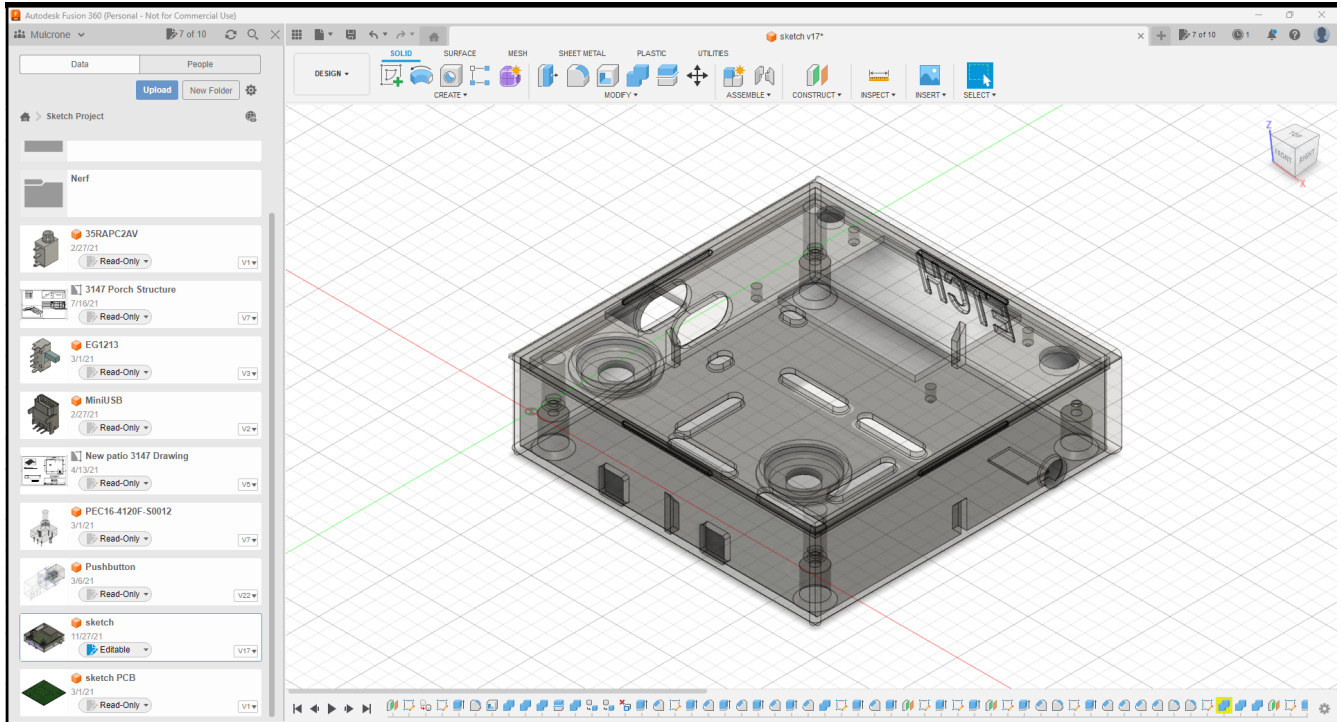 Autodesk Fusion 360 (Personal - Not for Commercial Use)
Mulcrone
7 of 10
sketch v17*
7 of 10
1
Data
People
Upload
New Folder
Sketch Project
DESIGN
SOLID
SURFACE
MESH
SHEET METAL
PLASTIC
UTILITIES
CREATE
MODIFY
ASSEMBLE
CONSTRUCT
INSPECT
INSERT
SELECT
Nerf
35RAPC2AV
2/27/21
Read-Only
V1
3147 Porch Structure
7/16/21
Read-Only
V7
EG1213
3/1/21
Read-Only
V3
MiniUSB
2/27/21
Read-Only
V2
New patio 3147 Drawing
4/13/21
Read-Only
V5
PEC16-4120F-S0012
3/1/21
Read-Only
V7
Pushbutton
3/6/21
Read-Only
V22
sketch
11/27/21
Editable
V17
sketch PCB
3/1/21
Read-Only
V1
Z
TOP
FRONT
RIGHT
X